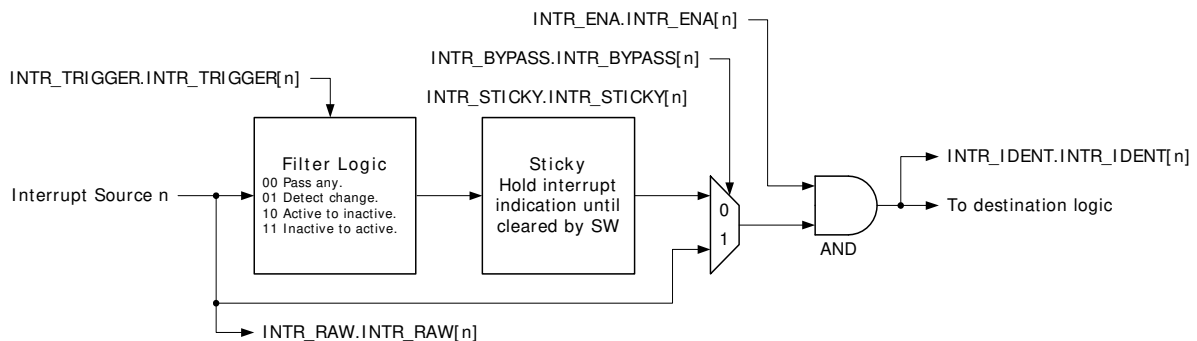 INTR_ENA.INTR_ENA[n]
INTR_BYPASS.INTR_BYPASS[n]
INTR_TRIGGER.INTR_TRIGGER[n]
INTR_STICKY.INTR_STICKY[n]
Filter Logic
00 Pass any.
01 Detect change.
10 Active to inactive.
11 Inactive to active.
Sticky
Hold interrupt
indication until
cleared by SW
Interrupt Source n
0
1
AND
INTR_IDENT.INTR_IDENT[n]
To destination logic
INTR_RAW.INTR_RAW[n]